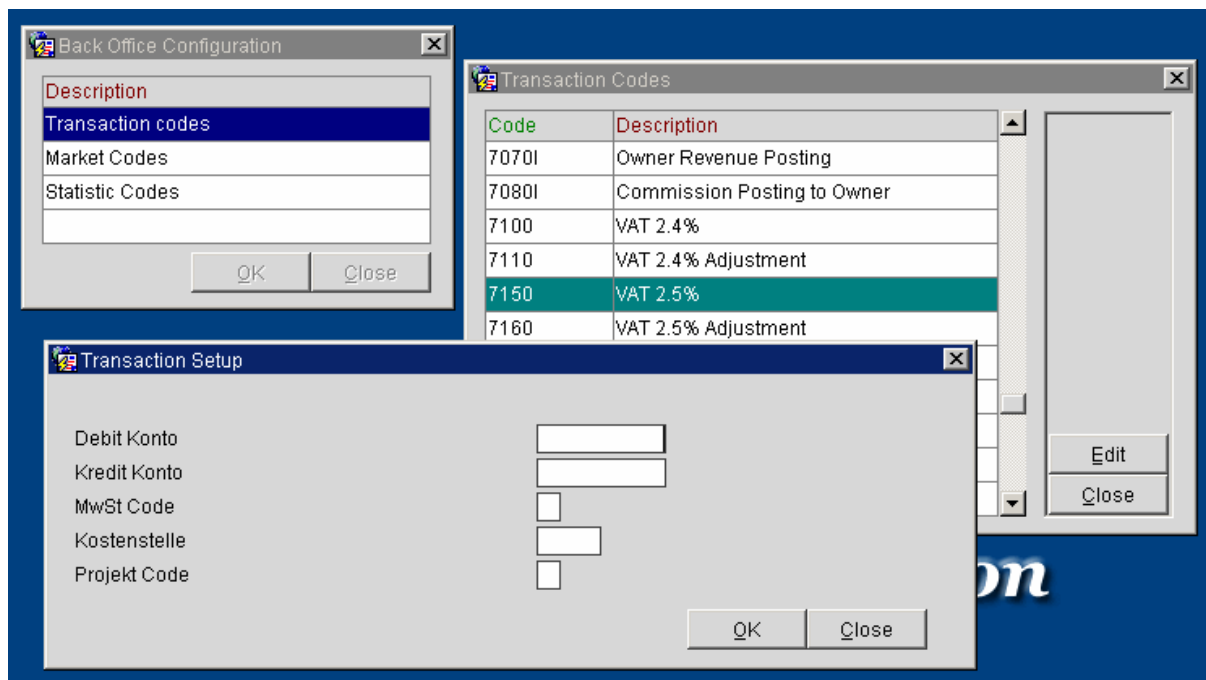 Back Office Configuration
Description
Transaction codes
Market Codes
Statistic Codes
OK Close
Transaction Codes
Code Description
7070I Owner Revenue Posting
7080I Commission Posting to Owner
7100 VAT 2.4%
7110 VAT 2.4% Adjustment
7150 VAT 2.5%
7160 VAT 2.5% Adjustment
Edit
Close
Transaction Setup
Debit Konto
Kredit Konto
MwSt Code
Kostenstelle
Projekt Code
OK Close
on